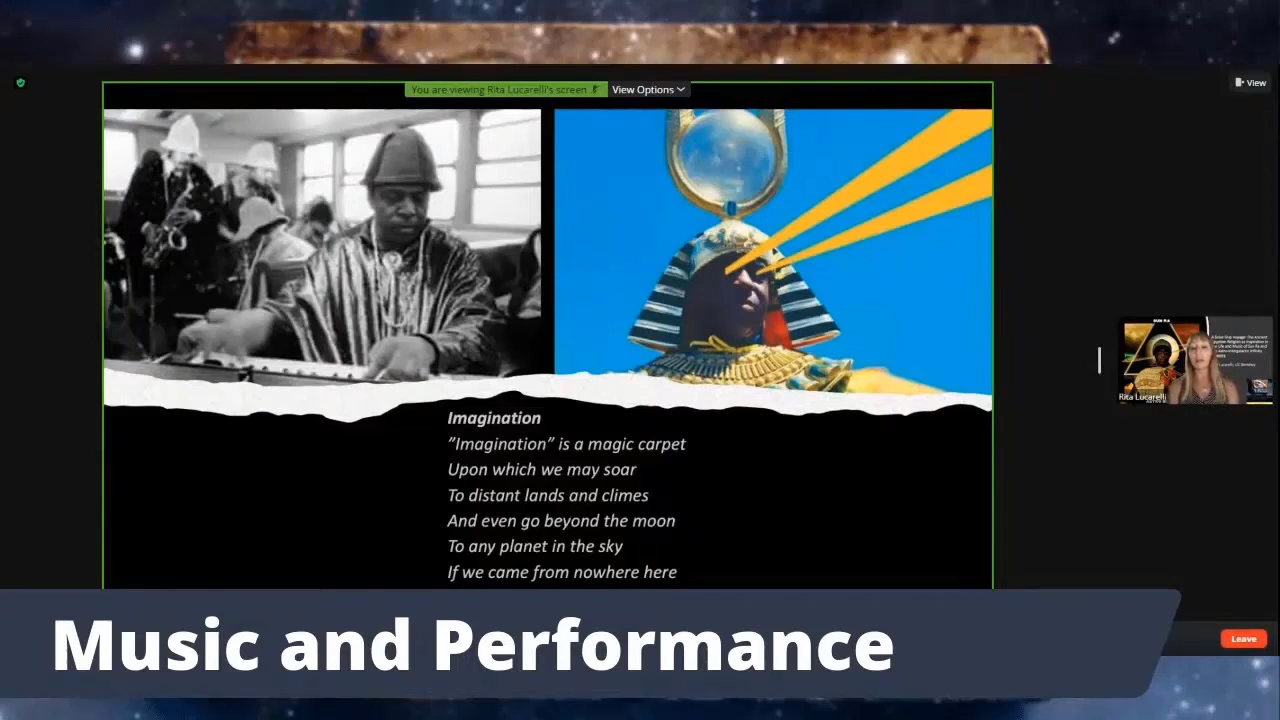 You are viewing Rita Lucarelli's screen
View Options
View
Imagination
"Imagination" is a magic carpet
Upon which we may soar
To distant lands and climes
And even go beyond the moon
To any planet in the sky
If we came from nowhere here
SUN RA
Rita Lucarelli
Leave
Music and Performance